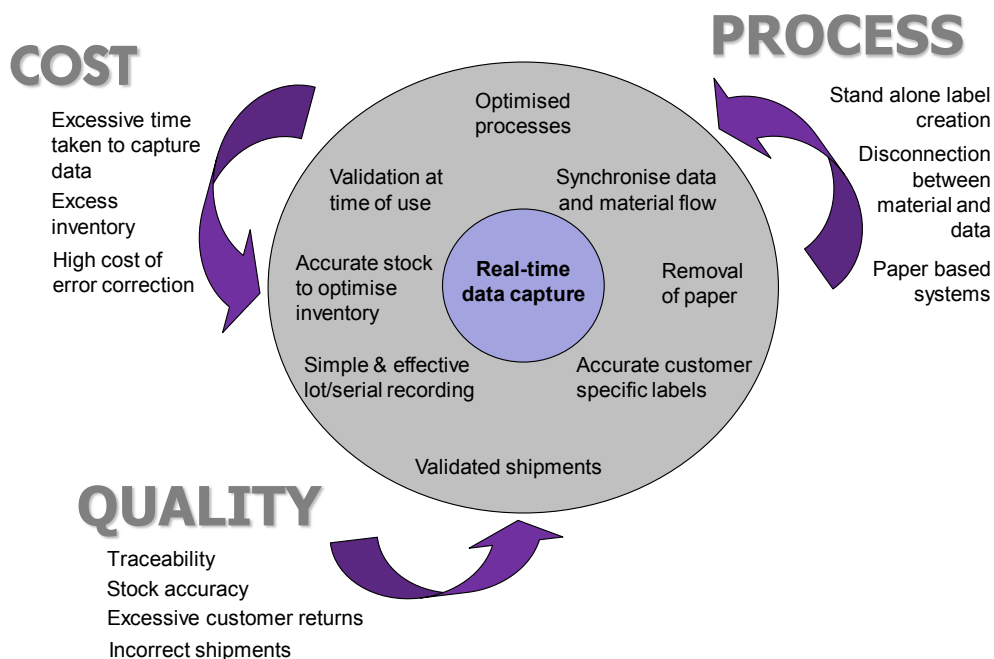 COST
Excessive time
taken to capture
data
Excess
inventory
High cost of
error correction
PROCESS
Stand alone label
creation
Disconnection
between
material and
data
Paper based
systems
Optimised
processes
Validation at
time of use
Synchronise data
and material flow
Accurate stock
to optimise
inventory
Real-time
data capture
Removal
of paper
Simple & effective
lot/serial recording
Accurate customer
specific labels
Validated shipments
QUALITY
Traceability
Stock accuracy
Excessive customer returns
Incorrect shipments